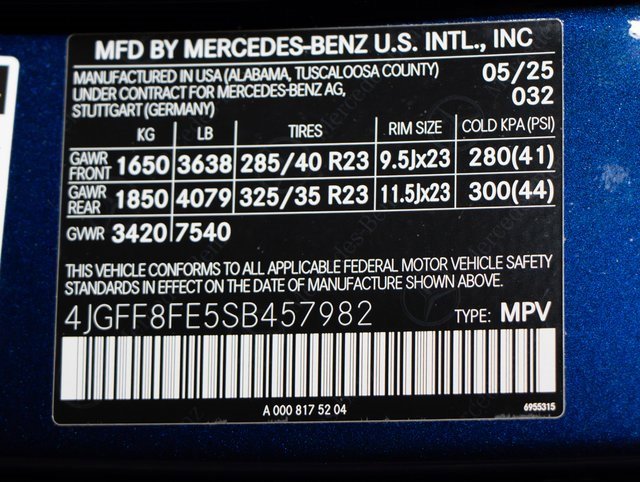 MFD BY MERCEDES-BENZ U.S. INTL., INC
MANUFACTURED IN USA (ALABAMA, TUSCALOOSA COUNTY) 05/25
UNDER CONTRACT FOR MERCEDES-BENZ AG, 032
STUTTGART (GERMANY)
KG LB TIRES RIM SIZE COLD KPA (PSI)
GAWR FRONT 1650 3638 285/40 R23 9.5Jx23 280(41)
GAWR REAR 1850 4079 325/35 R23 11.5Jx23 300(44)
GVWR 3420 7540
THIS VEHICLE CONFORMS TO ALL APPLICABLE FEDERAL MOTOR VEHICLE SAFETY
STANDARDS IN EFFECT ON THE DATE OF MANUFACTURE SHOWN ABOVE.
4JGFF8FE5SB457982 TYPE: MPV
A 000 817 52 04 6955315